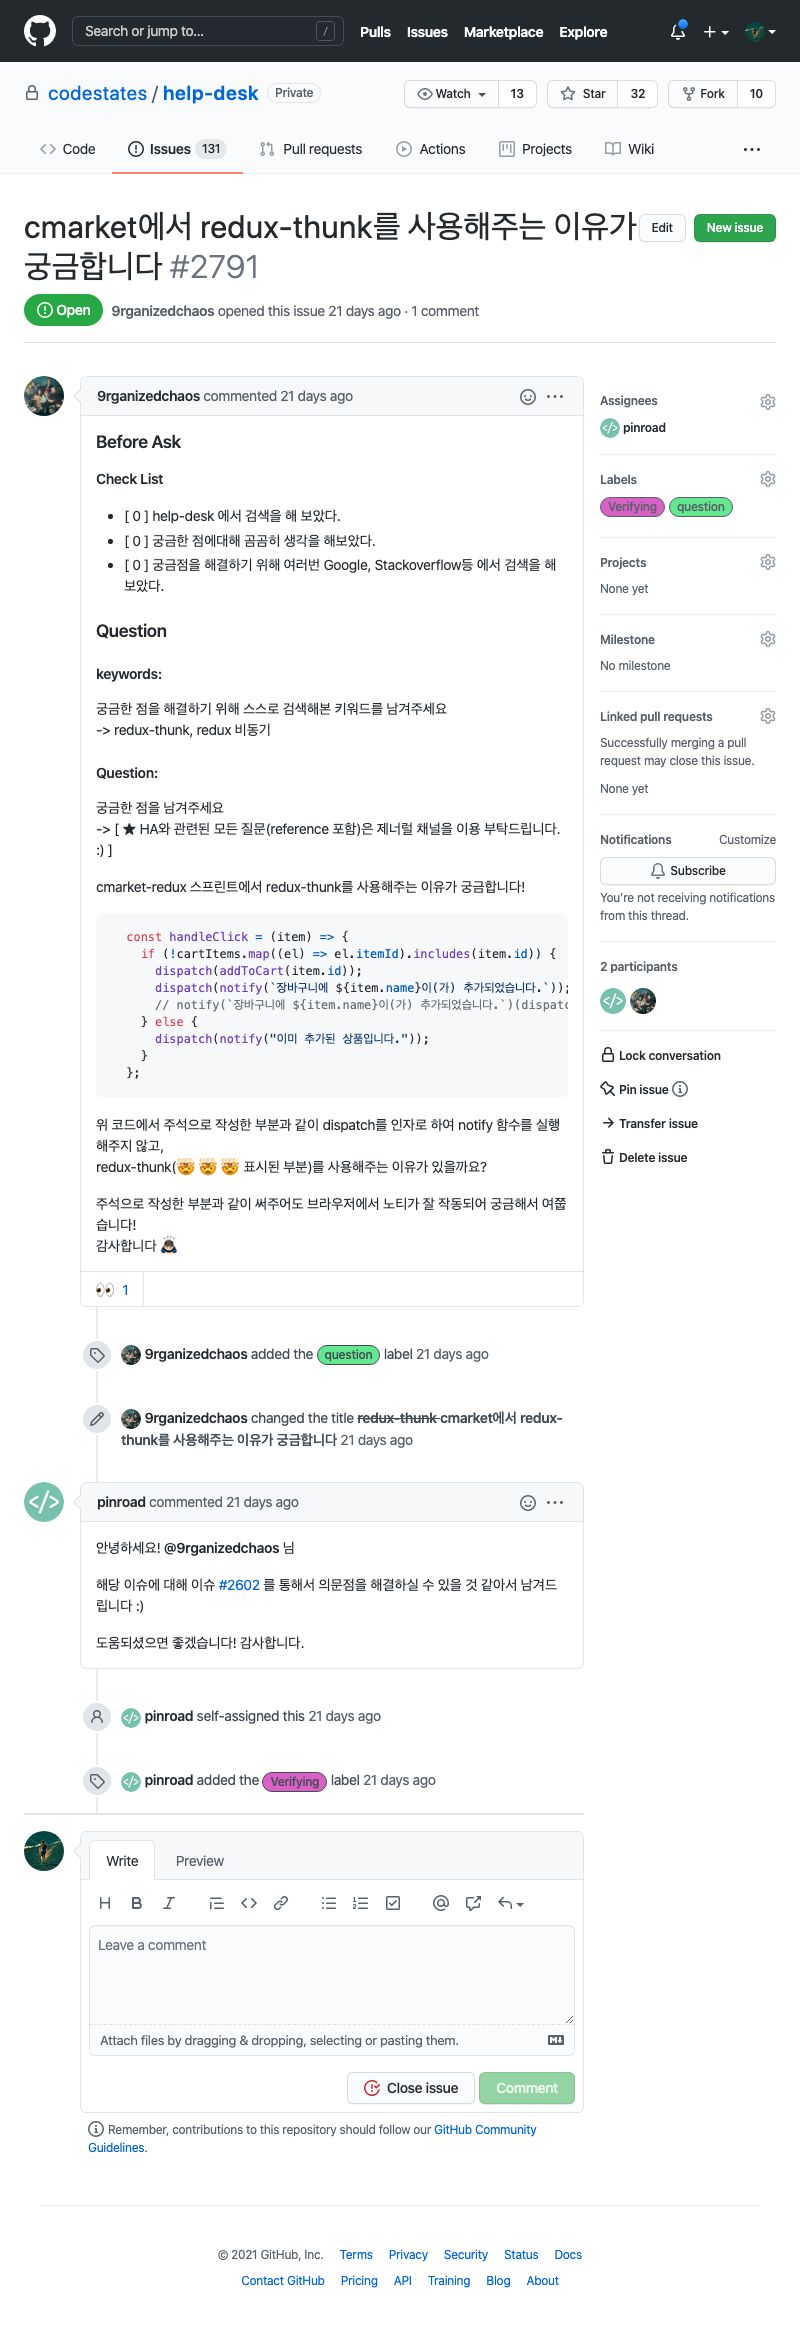 Search or jump to... /
Pulls Issues Marketplace Explore
codestates / help-desk Private
Watch 13 Star 32 Fork 10
Code Issues 131 Pull requests Actions Projects Wiki ...
cmarket에서 redux-thunk를 사용해주는 이유가
궁금합니다 #2791
Edit New issue
Open 9rganizedchaos opened this issue 21 days ago · 1 comment
9rganizedchaos commented 21 days ago
Before Ask
Check List
[ 0 ] help-desk 에서 검색을 해 보았다.
[ 0 ] 궁금한 점에대해 곰곰히 생각을 해보았다.
[ 0 ] 궁금점을 해결하기 위해 여러번 Google, Stackoverflow등 에서 검색을 해
보았다.
Question
keywords:
궁금한 점을 해결하기 위해 스스로 검색해본 키워드를 남겨주세요
-> redux-thunk, redux 비동기
Question:
궁금한 점을 남겨주세요
-> [ ★ HA와 관련된 모든 질문(reference 포함)은 제너럴 채널을 이용 부탁드립니다.
:) ]
cmarket-redux 스프린트에서 redux-thunk를 사용해주는 이유가 궁금합니다!
const handleClick = (item) => {
if (!cartItems.map((el) => el.itemId).includes(item.id)) {
dispatch(addToCart(item.id));
dispatch(notify(`장바구니에 ${item.name}이(가) 추가되었습니다.`));
// notify(`장바구니에 ${item.name}이(가) 추가되었습니다.`)(dispatc
} else {
dispatch(notify("이미 추가된 상품입니다."));
}
};
위 코드에서 주석으로 작성한 부분과 같이 dispatch를 인자로 하여 notify 함수를 실행
해주지 않고,
redux-thunk(🤯 🤯 🤯 표시된 부분)를 사용해주는 이유가 있을까요?
주석으로 작성한 부분과 같이 써주어도 브라우저에서 노티가 잘 작동되어 궁금해서 여쭙
습니다!
감사합니다 🙇
👀 1
9rganizedchaos added the question label 21 days ago
9rganizedchaos changed the title redux-thunk cmarket에서 redux-
thunk를 사용해주는 이유가 궁금합니다 21 days ago
pinroad commented 21 days ago
안녕하세요! @9rganizedchaos 님
해당 이슈에 대해 이슈 #2602 를 통해서 의문점을 해결하실 수 있을 것 같아서 남겨드
립니다 :)
도움되셨으면 좋겠습니다! 감사합니다.
pinroad self-assigned this 21 days ago
pinroad added the Verifying label 21 days ago
Write Preview
H B I
Leave a comment
Attach files by dragging & dropping, selecting or pasting them.
Close issue Comment
Remember, contributions to this repository should follow our GitHub Community
Guidelines.
Assignees
pinroad
Labels
Verifying question
Projects
None yet
Milestone
No milestone
Linked pull requests
Successfully merging a pull
request may close this issue.
None yet
Notifications Customize
Subscribe
You're not receiving notifications
from this thread.
2 participants
Lock conversation
Pin issue
Transfer issue
Delete issue
© 2021 GitHub, Inc. Terms Privacy Security Status Docs
Contact GitHub Pricing API Training Blog About